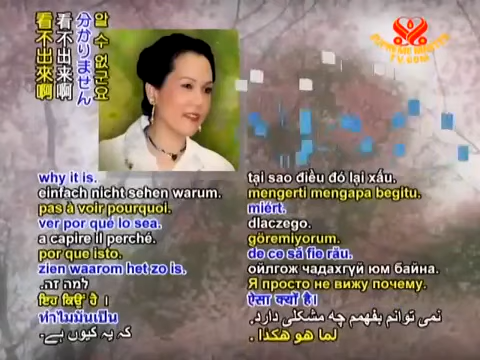 알 수 없군요
分かりません
看不出来啊
看不出來啊
SUPREME MASTER
TV.COM
why it is.
einfach nicht sehen warum.
pas à voir pourquoi.
ver por qué lo sea.
a capire il perché.
por que isto.
zien waarom het zo is.
למה זה.
इह किउं है ।
ทำไมมันเป็น
کہ یہ کیوں ہے۔
tại sao điều đó lại xấu.
mengerti mengapa begitu.
miért.
dlaczego.
göremiyorum.
de ce să fie rău.
ойлгож чадахгүй юм байна.
Я просто не вижу почему.
ऐसा क्यों है।
نمی توانم بفهمم چه مشکلی دارد.
لما هو هكذا .